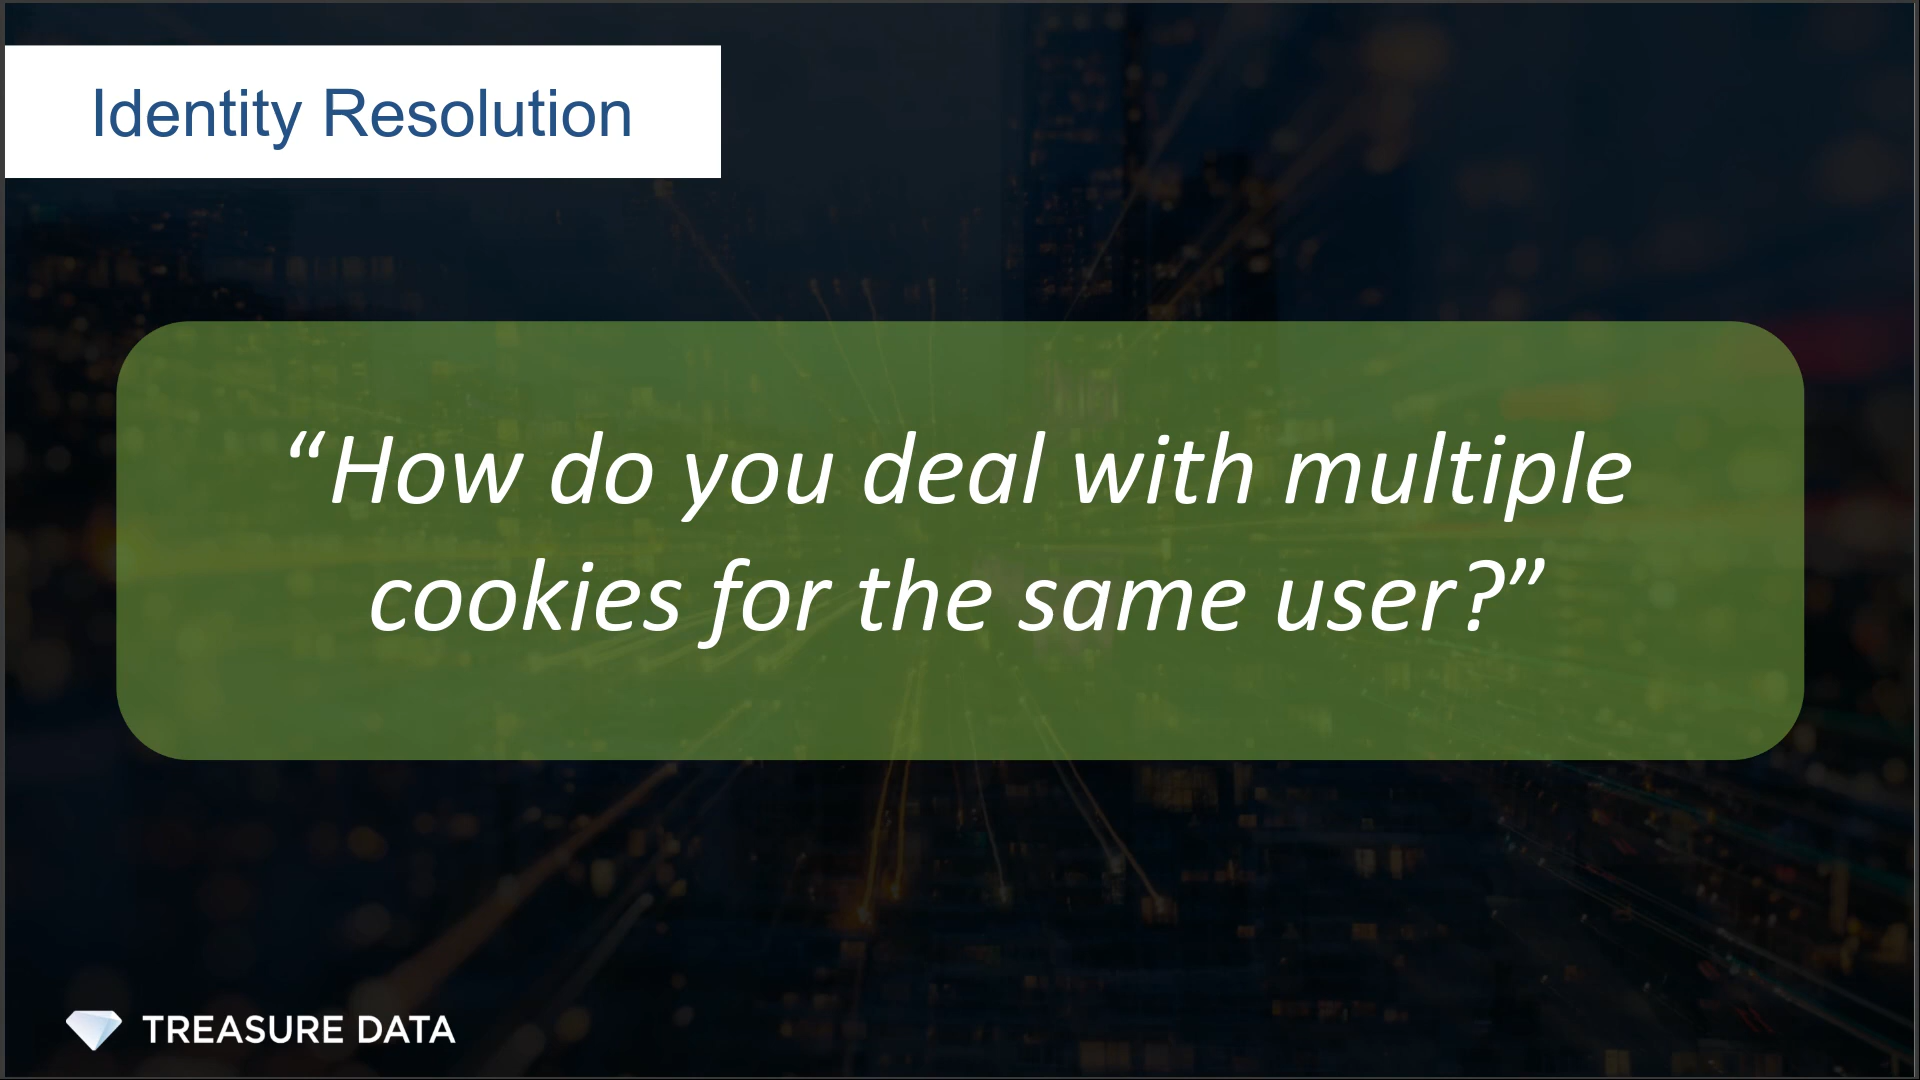 Identity Resolution
“How do you deal with multiple
cookies for the same user?”
TREASURE DATA